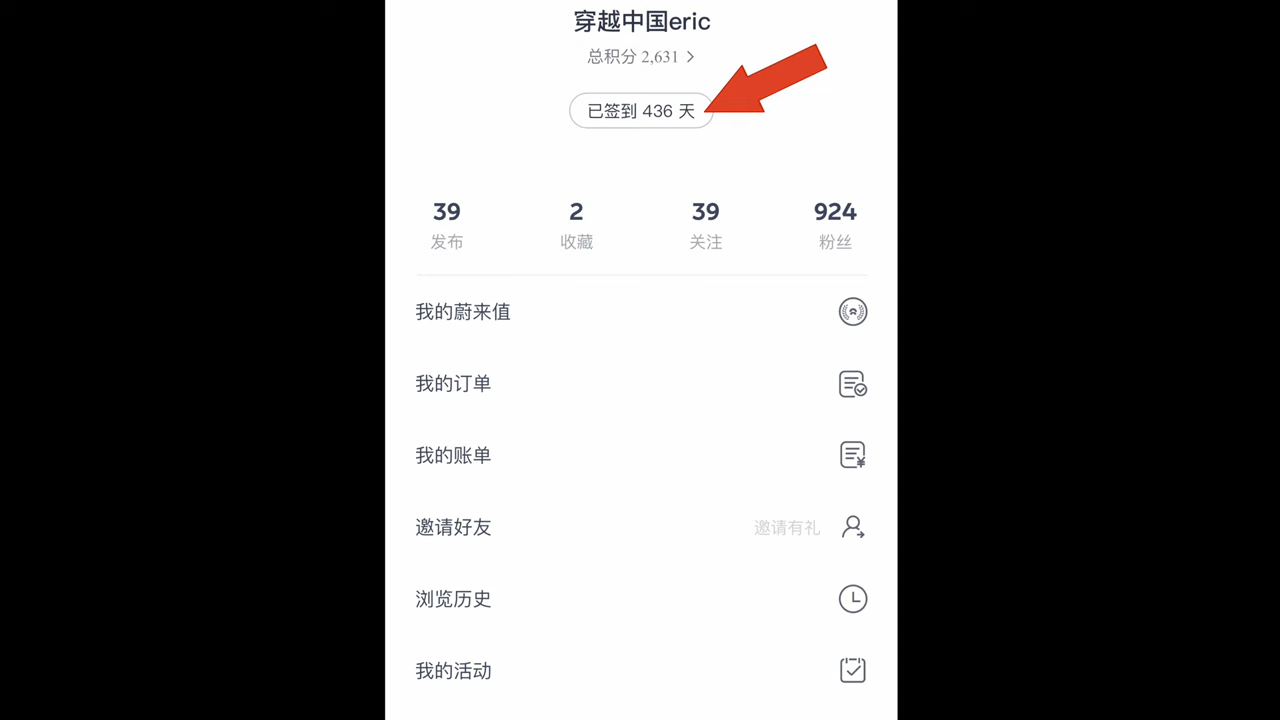 穿越中国eric
总积分 2,631 >
已签到 436 天
39 2 39 924
发布 收藏 关注 粉丝
我的蔚来值
我的订单
我的账单
邀请好友 邀请有礼
浏览历史
我的活动